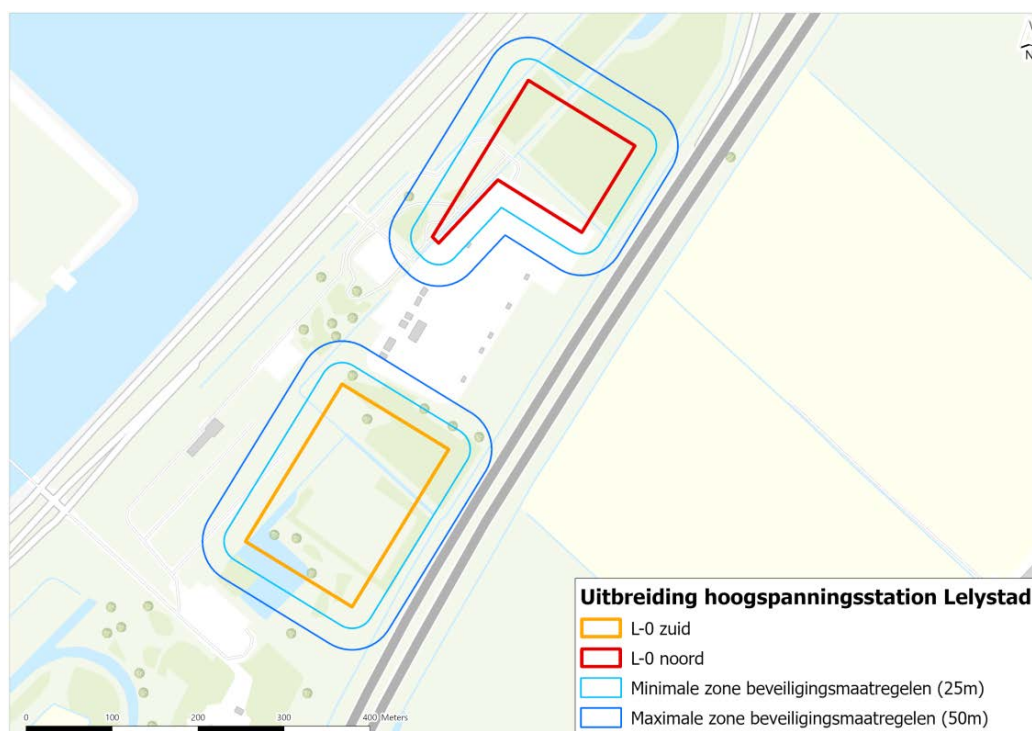 N
Uitbreiding hoogspanningsstation Lelystad
L-0 zuid
L-0 noord
Minimale zone beveiligingsmaatregelen (25m)
Maximale zone beveiligingsmaatregelen (50m)
0 100 200 300 400 Meters